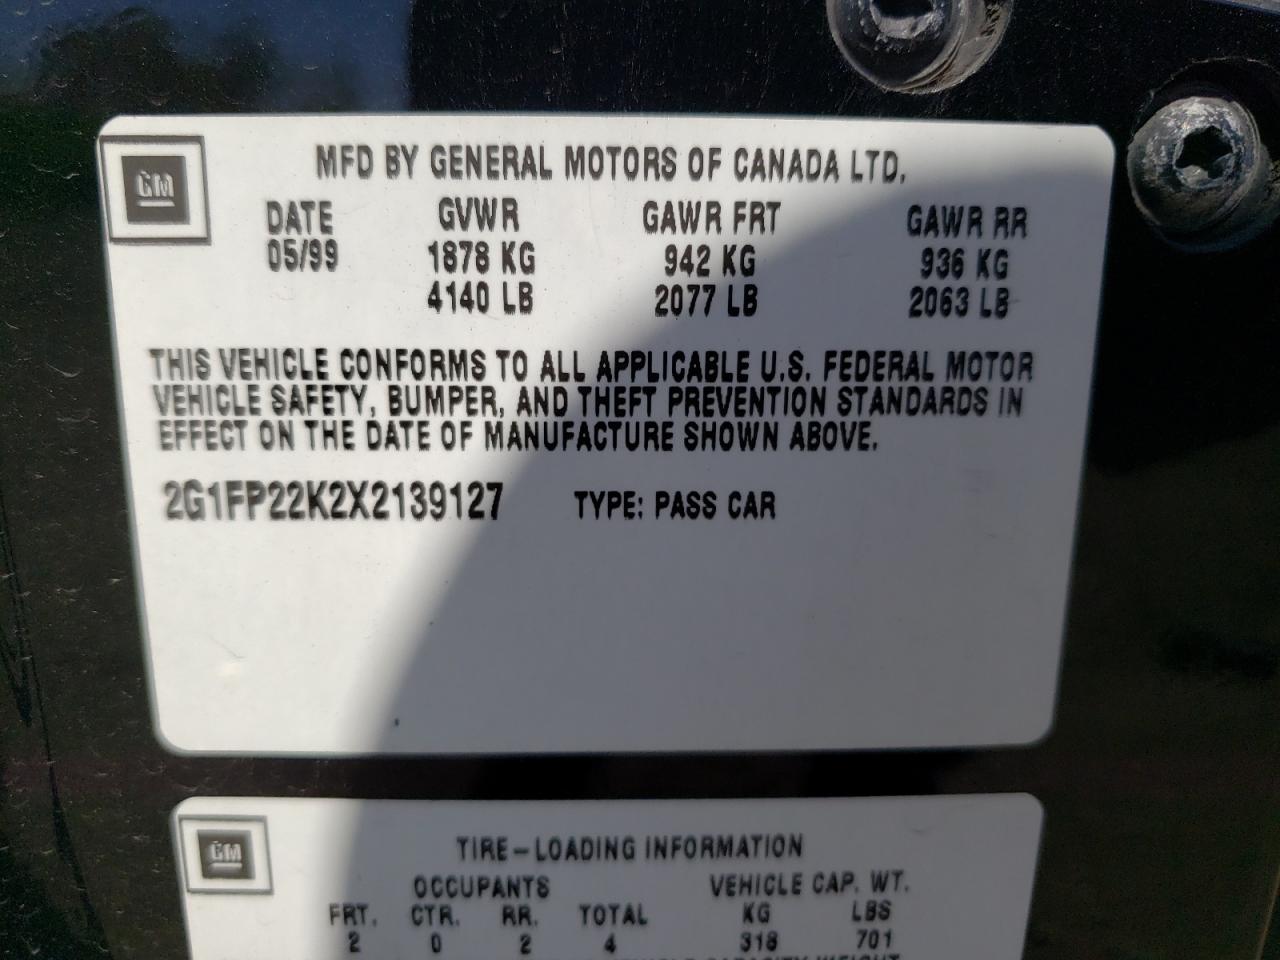 GM
MFD BY GENERAL MOTORS OF CANADA LTD.
DATE GVWR GAWR FRT GAWR RR
05/99 1878 KG 942 KG 936 KG
4140 LB 2077 LB 2063 LB
THIS VEHICLE CONFORMS TO ALL APPLICABLE U.S. FEDERAL MOTOR
VEHICLE SAFETY, BUMPER, AND THEFT PREVENTION STANDARDS IN
EFFECT ON THE DATE OF MANUFACTURE SHOWN ABOVE.
2G1FP22K2X2139127 TYPE: PASS CAR
GM
TIRE-LOADING INFORMATION
OCCUPANTS VEHICLE CAP. WT.
FRT. CTR. RR. TOTAL KG LBS
2 0 2 4 318 701
VEHICLE CAPACITY WEIGHT